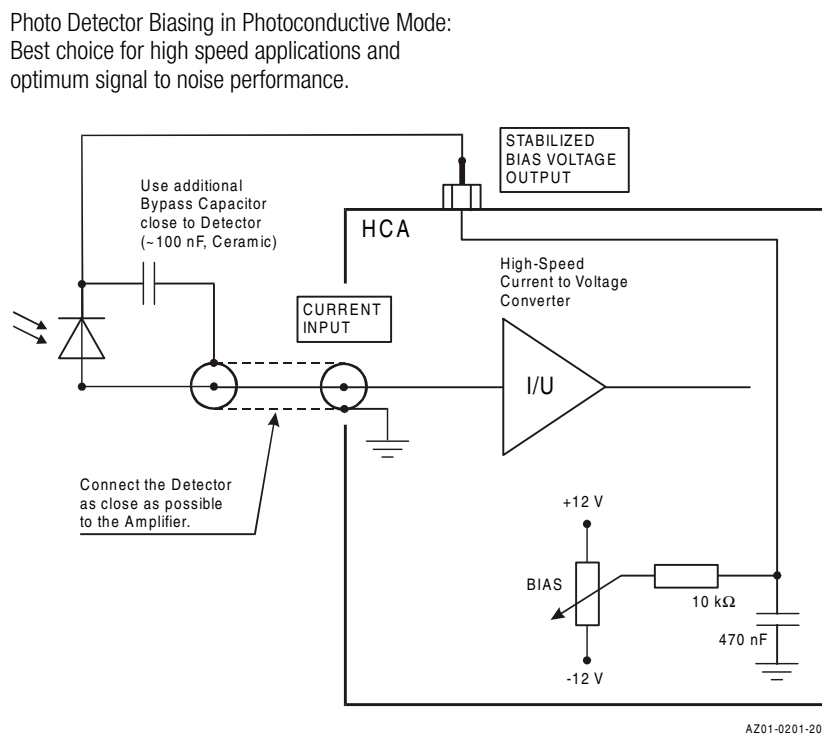 Photo Detector Biasing in Photoconductive Mode:
Best choice for high speed applications and
optimum signal to noise performance.
STABILIZED
BIAS VOLTAGE
OUTPUT
Use additional
Bypass Capacitor
close to Detector
(~100 nF, Ceramic)
HCA
High-Speed
Current to Voltage
Converter
CURRENT
INPUT
I/U
Connect the Detector
as close as possible
to the Amplifier.
+12 V
BIAS
10 kΩ
470 nF
-12 V
AZ01-0201-20